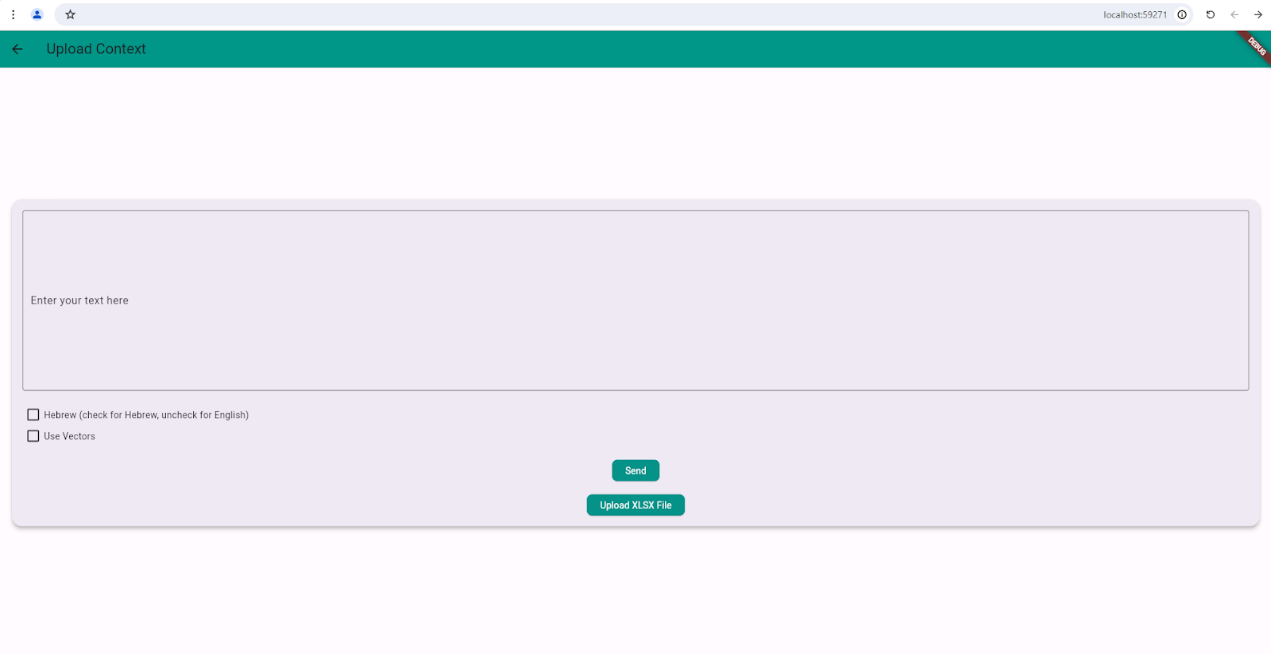 localhost:59271
Upload Context
DEBUG
Enter your text here
Hebrew (check for Hebrew, uncheck for English)
Use Vectors
Send
Upload XLSX File